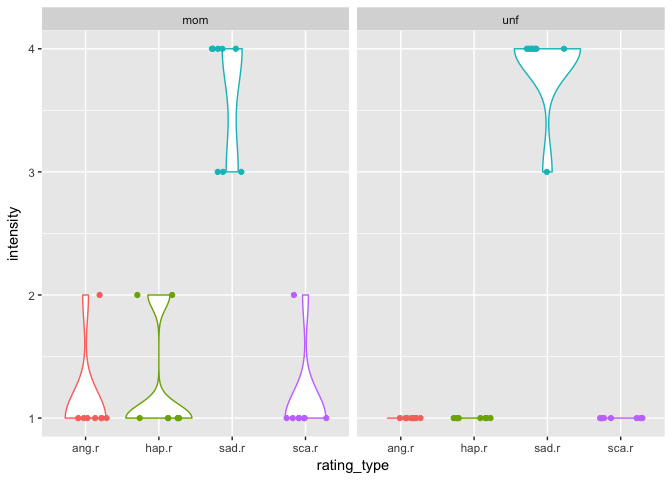 mom unf
4
3
2
1
intensity
ang.r hap.r sad.r sca.r ang.r hap.r sad.r sca.r
rating_type